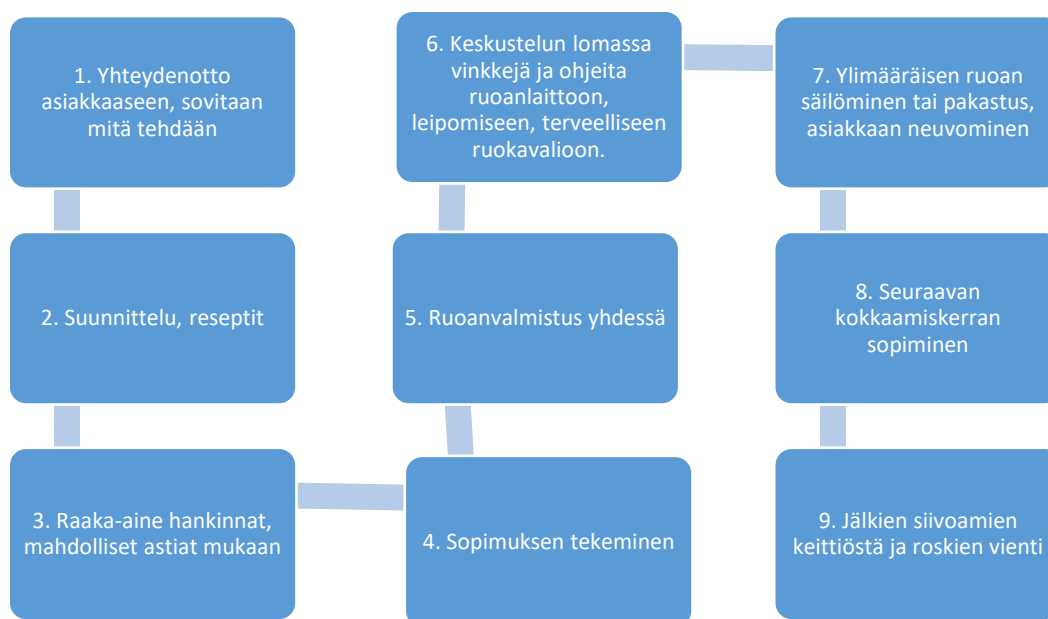 1. Yhteydenotto
asiakkaaseen, sovitaan
mitä tehdään
2. Suunnittelu, reseptit
3. Raaka-aine hankinnat,
mahdolliset astiat mukaan
4. Sopimuksen tekeminen
5. Ruoanvalmistus yhdessä
6. Keskustelun lomassa
vinkkejä ja ohjeita
ruoanlaittoon,
leipomiseen, terveelliseen
ruokavalioon.
7. Ylimääräisen ruoan
säilöminen tai pakastus,
asiakkaan neuvominen
8. Seuraavan
kokkaamiskerran
sopiminen
9. Jälkien siivoamien
keittiöstä ja roskien vienti